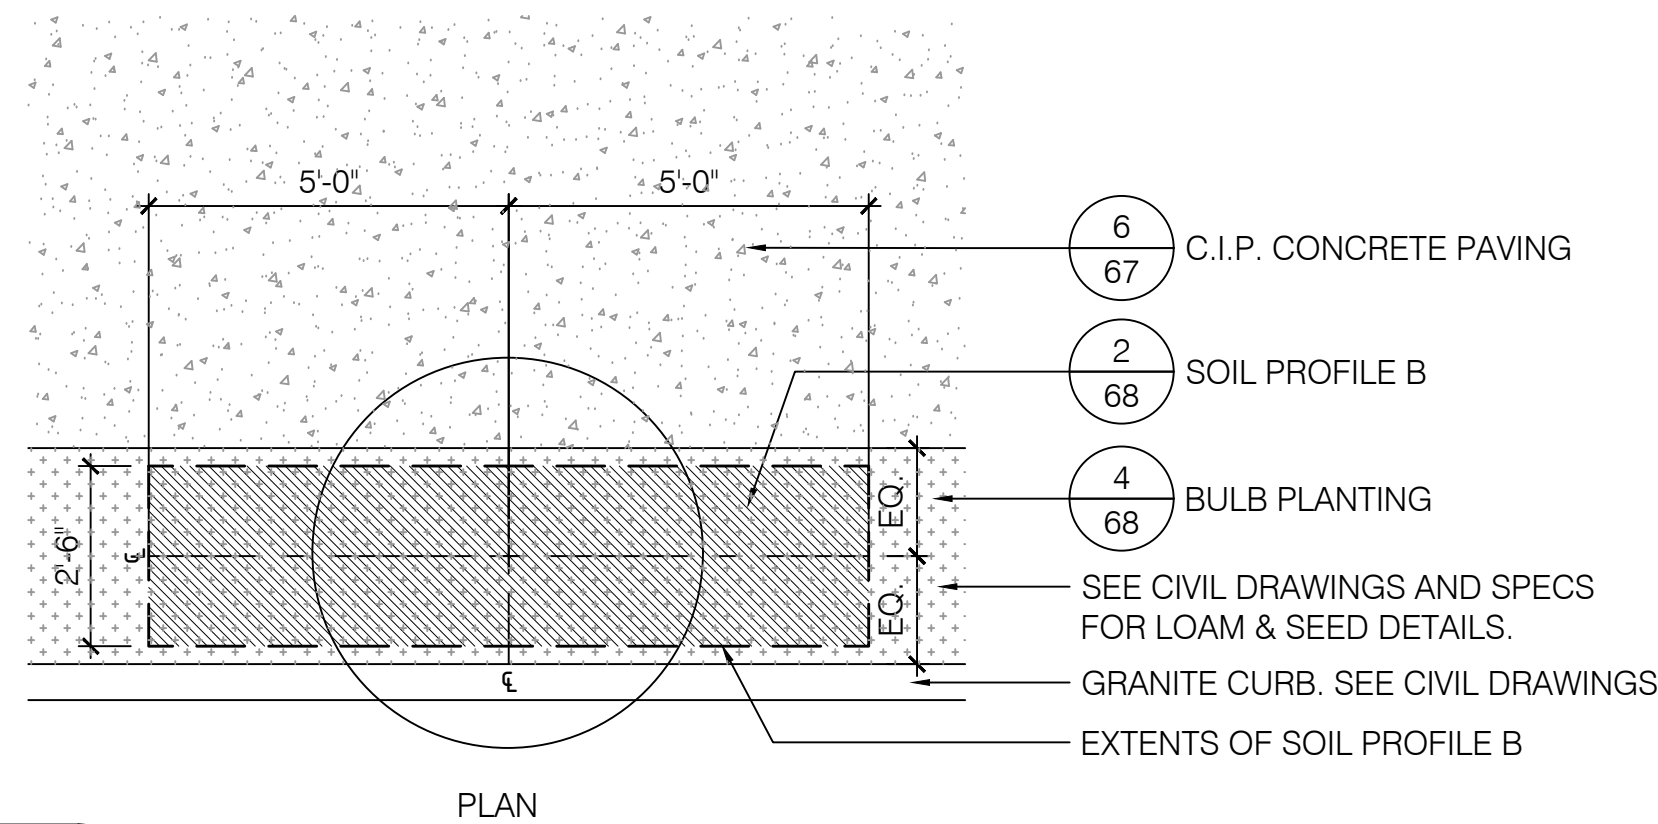 5'-0" 5'-0"
6
67
C.I.P. CONCRETE PAVING
2
68
SOIL PROFILE B
4
68
BULB PLANTING
EQ.
EQ.
2'-6"
℄
℄
SEE CIVIL DRAWINGS AND SPECS
FOR LOAM & SEED DETAILS.
GRANITE CURB. SEE CIVIL DRAWINGS
EXTENTS OF SOIL PROFILE B
PLAN